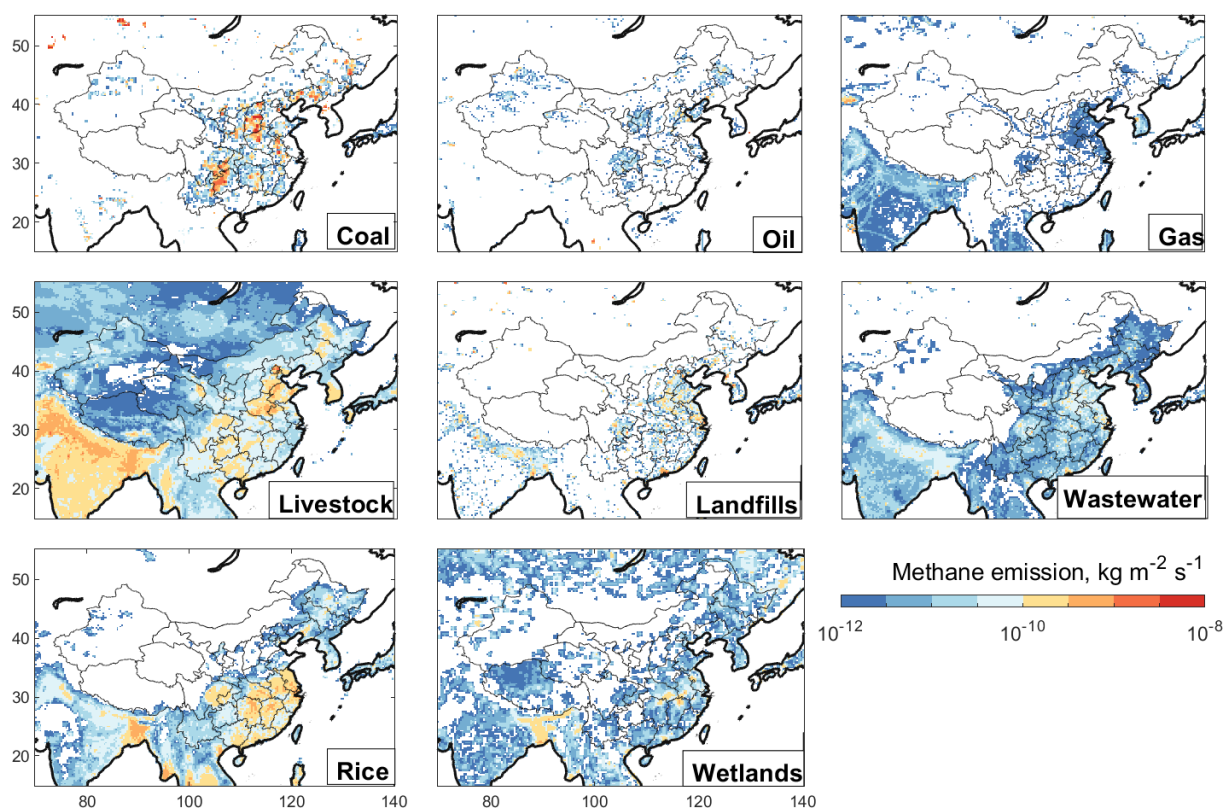 50
40
30
20
Coal
Oil
Gas
50
40
30
20
Livestock
Landfills
Wastewater
50
40
30
20
Rice
Wetlands
80 100 120 140
80 100 120 140
Methane emission, kg m⁻² s⁻¹
10⁻¹² 10⁻¹⁰ 10⁻⁸